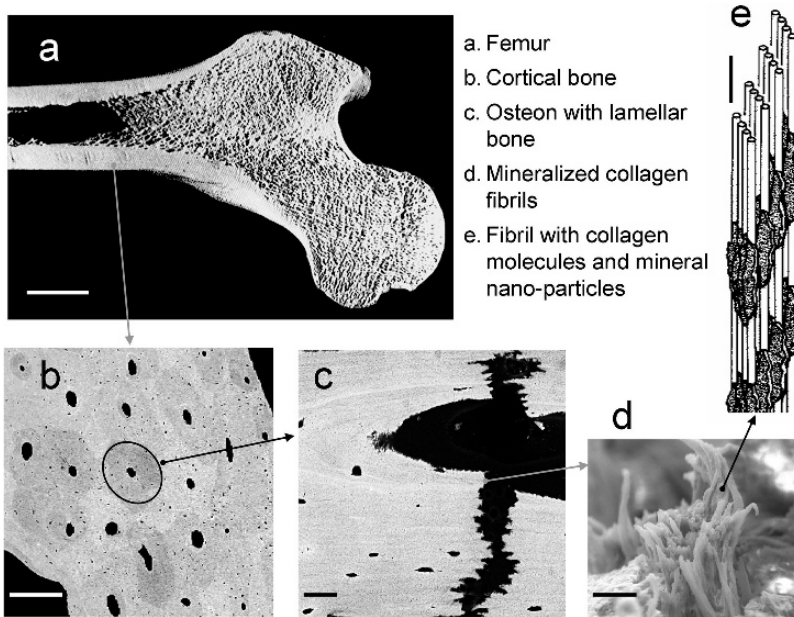 a
a. Femur
b. Cortical bone
c. Osteon with lamellar
bone
d. Mineralized collagen
fibrils
e. Fibril with collagen
molecules and mineral
nano-particles
e
b
c
d